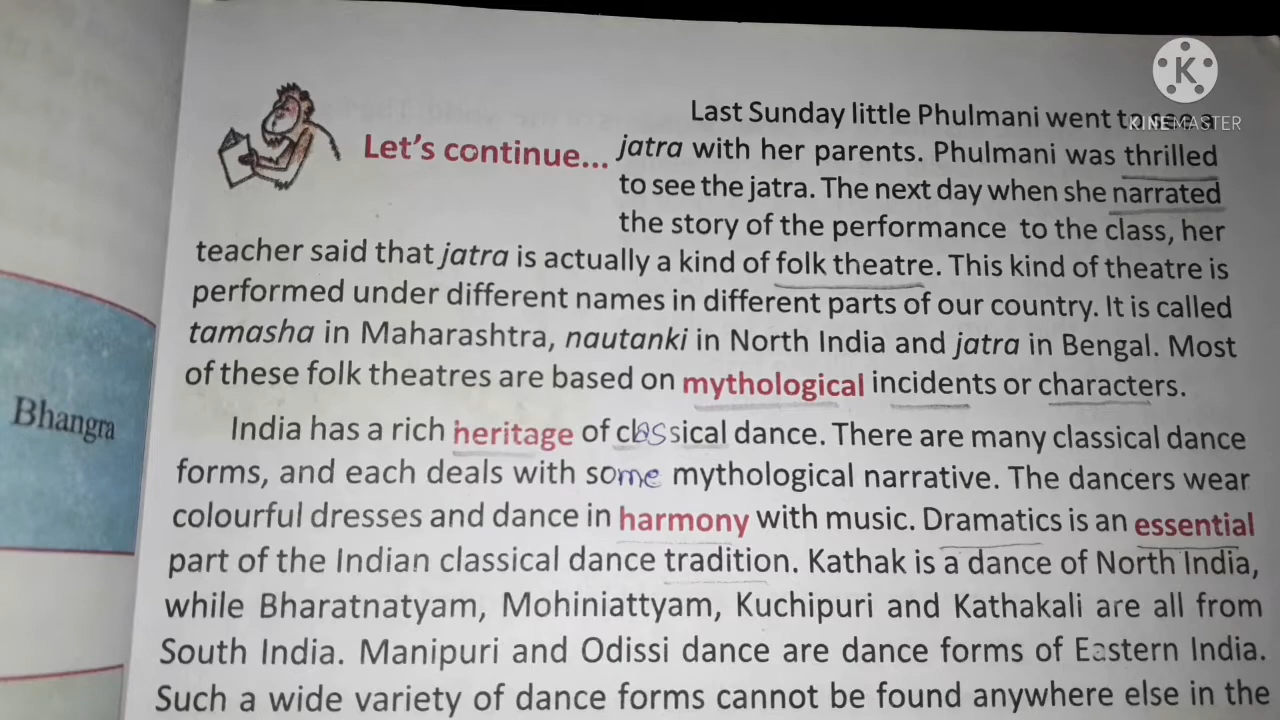 K
KINEMASTER
Last Sunday little Phulmani went to see a
Let's continue... jatra with her parents. Phulmani was thrilled
to see the jatra. The next day when she narrated
the story of the performance to the class, her
teacher said that jatra is actually a kind of folk theatre. This kind of theatre is
performed under different names in different parts of our country. It is called
tamasha in Maharashtra, nautanki in North India and jatra in Bengal. Most
of these folk theatres are based on mythological incidents or characters.
Bhangra
India has a rich heritage of classical dance. There are many classical dance
forms, and each deals with some mythological narrative. The dancers wear
colourful dresses and dance in harmony with music. Dramatics is an essential
part of the Indian classical dance tradition. Kathak is a dance of North India,
while Bharatnatyam, Mohiniattyam, Kuchipuri and Kathakali are all from
South India. Manipuri and Odissi dance are dance forms of Eastern India.
Such a wide variety of dance forms cannot be found anywhere else in the